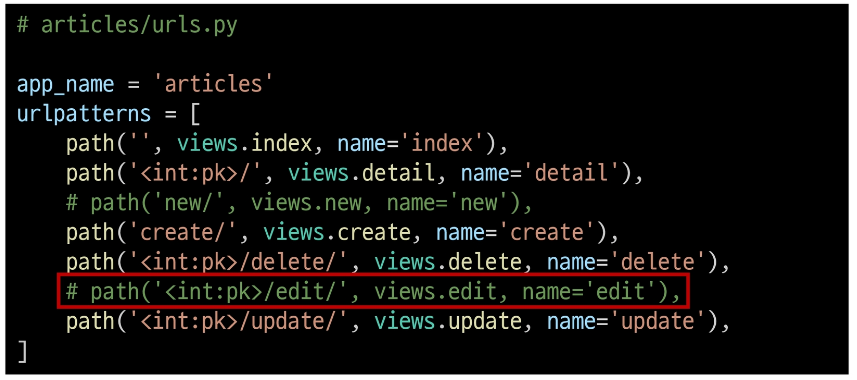 # articles/urls.py

app_name = 'articles'
urlpatterns = [
    path('', views.index, name='index'),
    path('<int:pk>/', views.detail, name='detail'),
    # path('new/', views.new, name='new'),
    path('create/', views.create, name='create'),
    path('<int:pk>/delete/', views.delete, name='delete'),
    # path('<int:pk>/edit/', views.edit, name='edit'),
    path('<int:pk>/update/', views.update, name='update'),
]